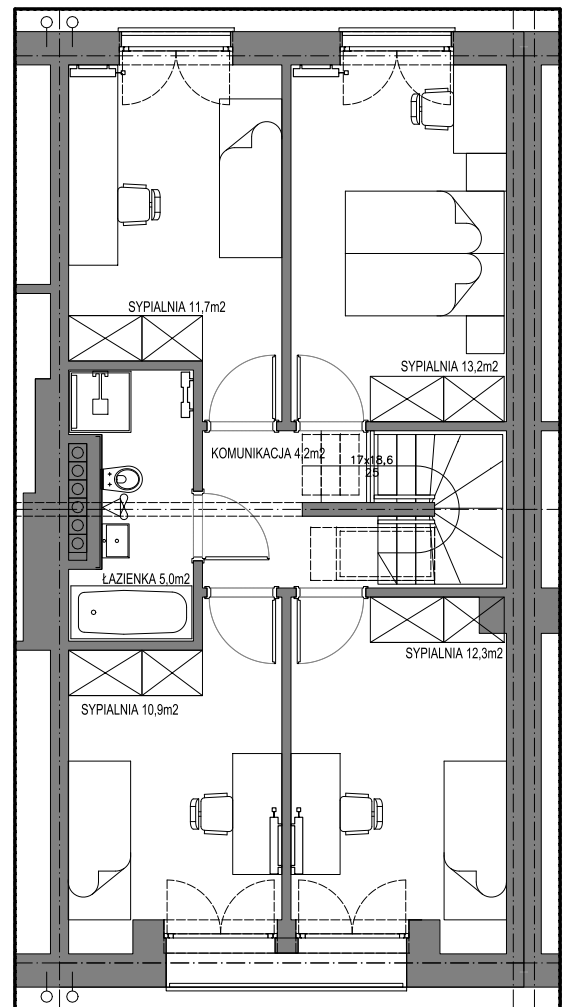 SYPIALNIA 11,7m2
SYPIALNIA 13,2m2
KOMUNIKACJA 4,2m2
17x18,6
25
ŁAZIENKA 5,0m2
SYPIALNIA 12,3m2
SYPIALNIA 10,9m2